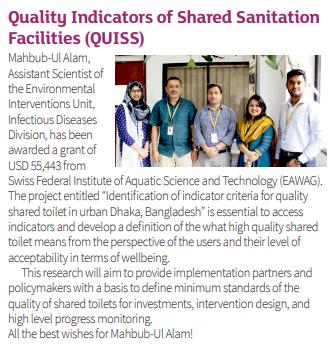 Quality Indicators of Shared Sanitation
Facilities (QUISS)
Mahbub-Ul Alam,
Assistant Scientist of
the Environmental
Interventions Unit,
Infectious Diseases
Division, has been
awarded a grant of
USD 55,443 from
Swiss Federal Institute of Aquatic Science and Technology (EAWAG).
The project entitled “Identification of indicator criteria for quality
shared toilet in urban Dhaka, Bangladesh” is essential to access
indicators and develop a definition of the what high quality shared
toilet means from the perspective of the users and their level of
acceptability in terms of wellbeing.
This research will aim to provide implementation partners and
policymakers with a basis to define minimum standards of the
quality of shared toilets for investments, intervention design, and
high level progress monitoring.
All the best wishes for Mahbub-Ul Alam!